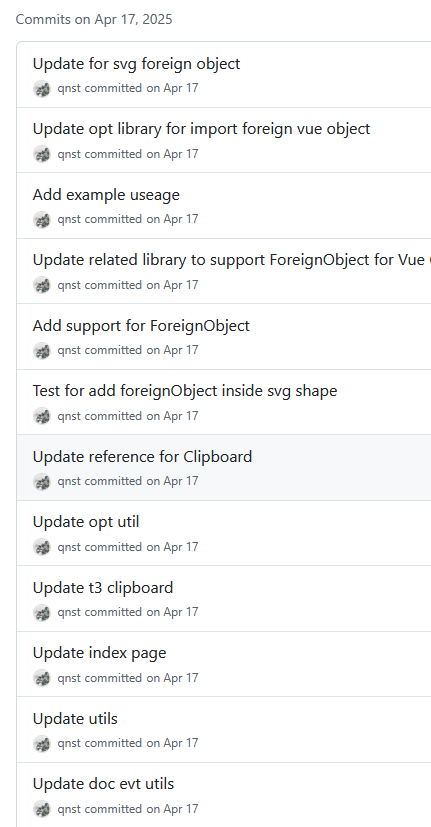 Commits on Apr 17, 2025
Update for svg foreign object
qnst committed on Apr 17
Update opt library for import foreign vue object
qnst committed on Apr 17
Add example useage
qnst committed on Apr 17
Update related library to support ForeignObject for Vue
qnst committed on Apr 17
Add support for ForeignObject
qnst committed on Apr 17
Test for add foreignObject inside svg shape
qnst committed on Apr 17
Update reference for Clipboard
qnst committed on Apr 17
Update opt util
qnst committed on Apr 17
Update t3 clipboard
qnst committed on Apr 17
Update index page
qnst committed on Apr 17
Update utils
qnst committed on Apr 17
Update doc evt utils
qnst committed on Apr 17